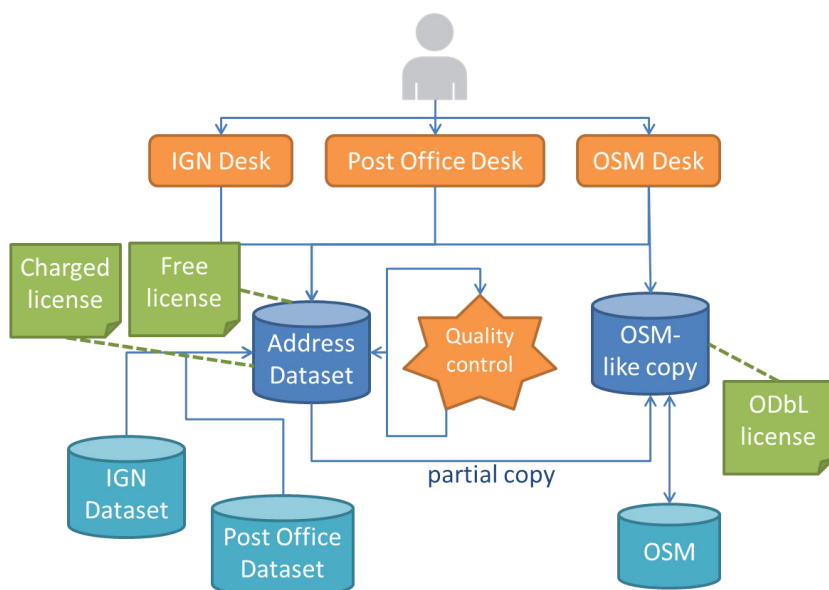 IGN Desk
Post Office Desk
OSM Desk
Charged
license
Free
license
Address
Dataset
Quality
control
OSM-
like copy
ODbL
license
partial copy
IGN
Dataset
Post Office
Dataset
OSM